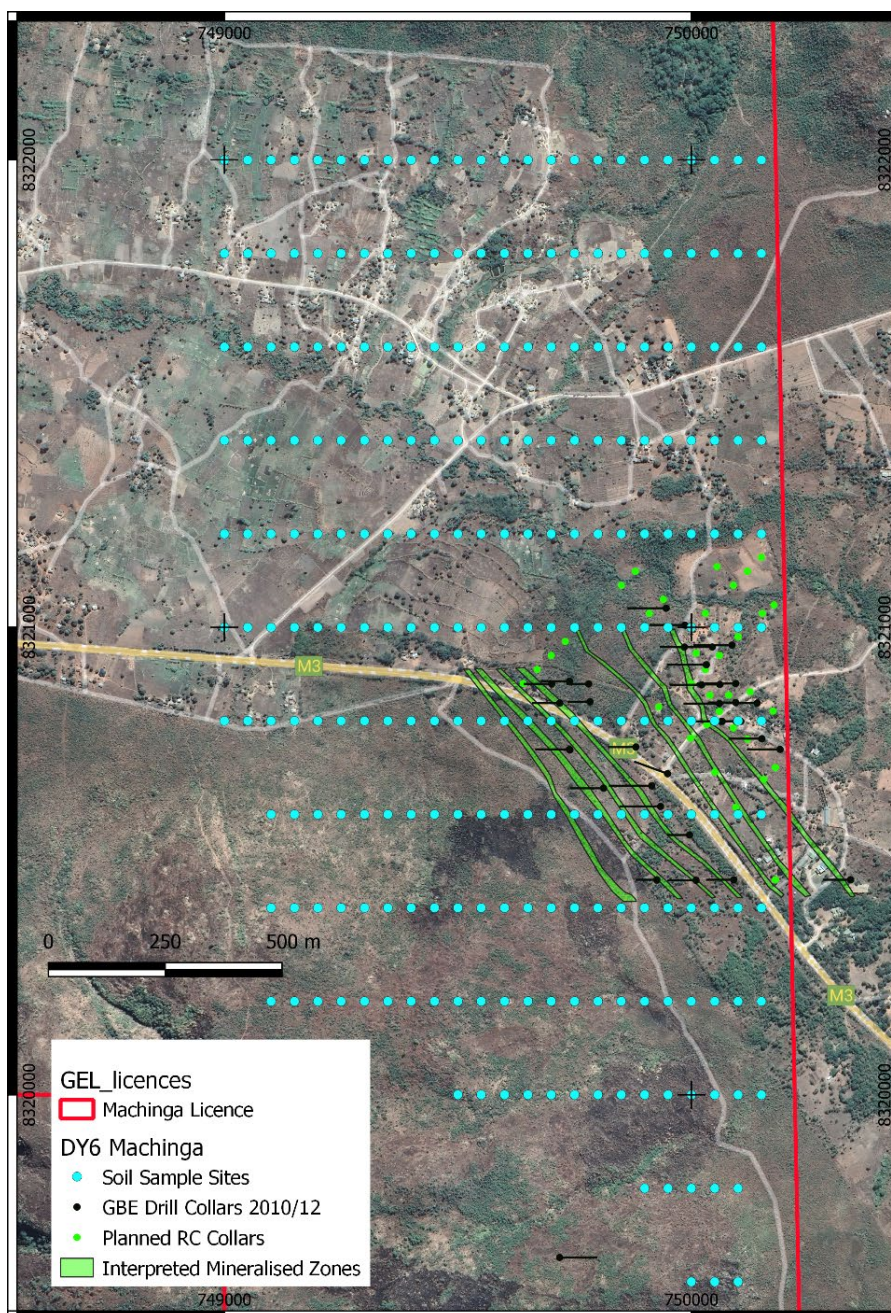 749000
750000
8322000
8322000
8321000
8321000
M3
M3
M3
0
250
500 m
8320000
8320000
GEL_licences
Machinga Licence
DY6 Machinga
Soil Sample Sites
GBE Drill Collars 2010/12
Planned RC Collars
Interpreted Mineralised Zones
749000
750000